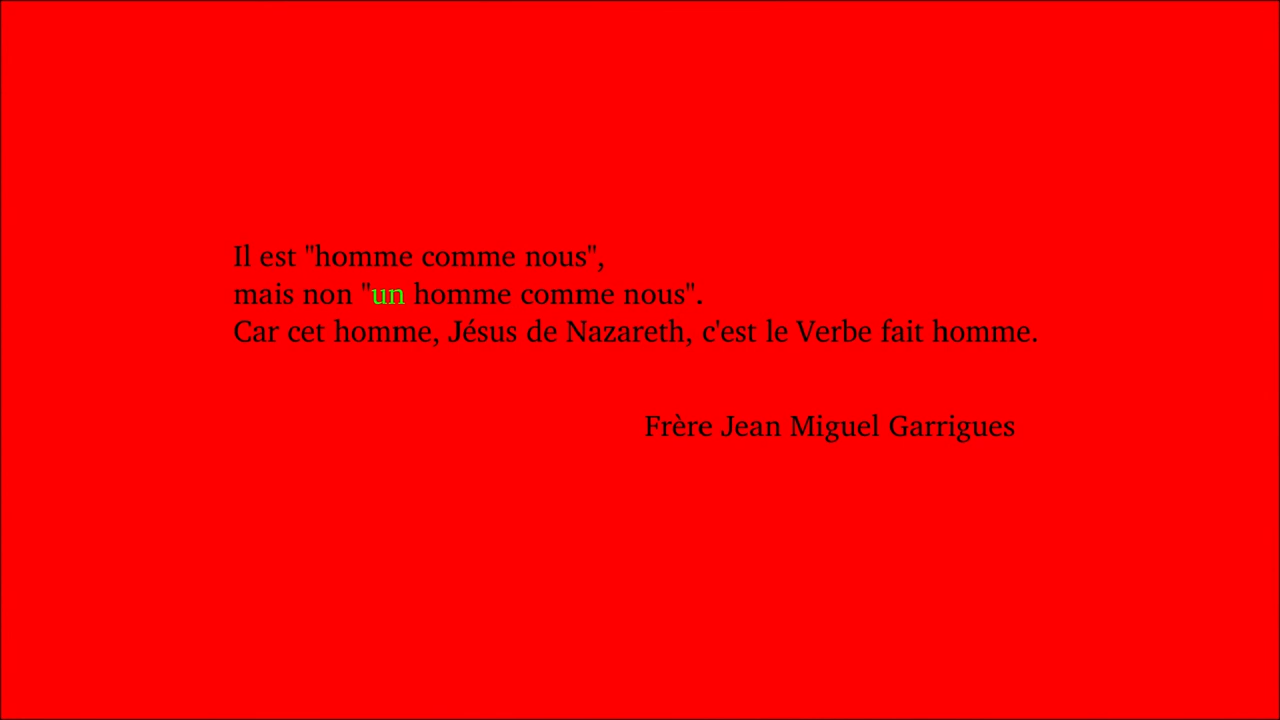 Il est "homme comme nous",
mais non "un homme comme nous".
Car cet homme, Jésus de Nazareth, c'est le Verbe fait homme.
Frère Jean Miguel Garrigues